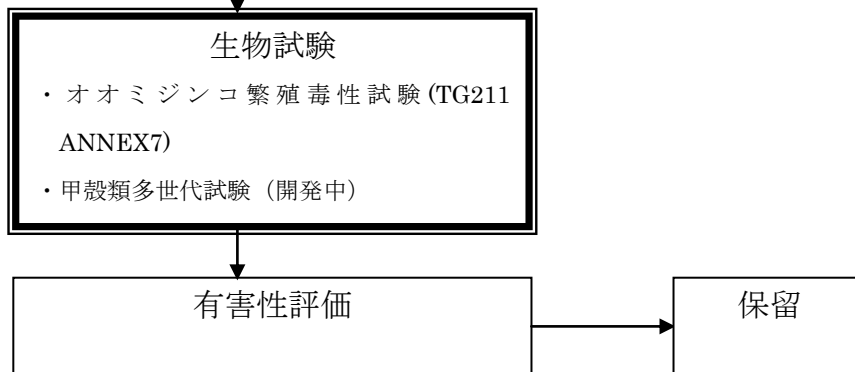 生物試験
・オオミジンコ繁殖毒性試験(TG211
ANNEX7)
・甲殻類多世代試験（開発中）
有害性評価
保留